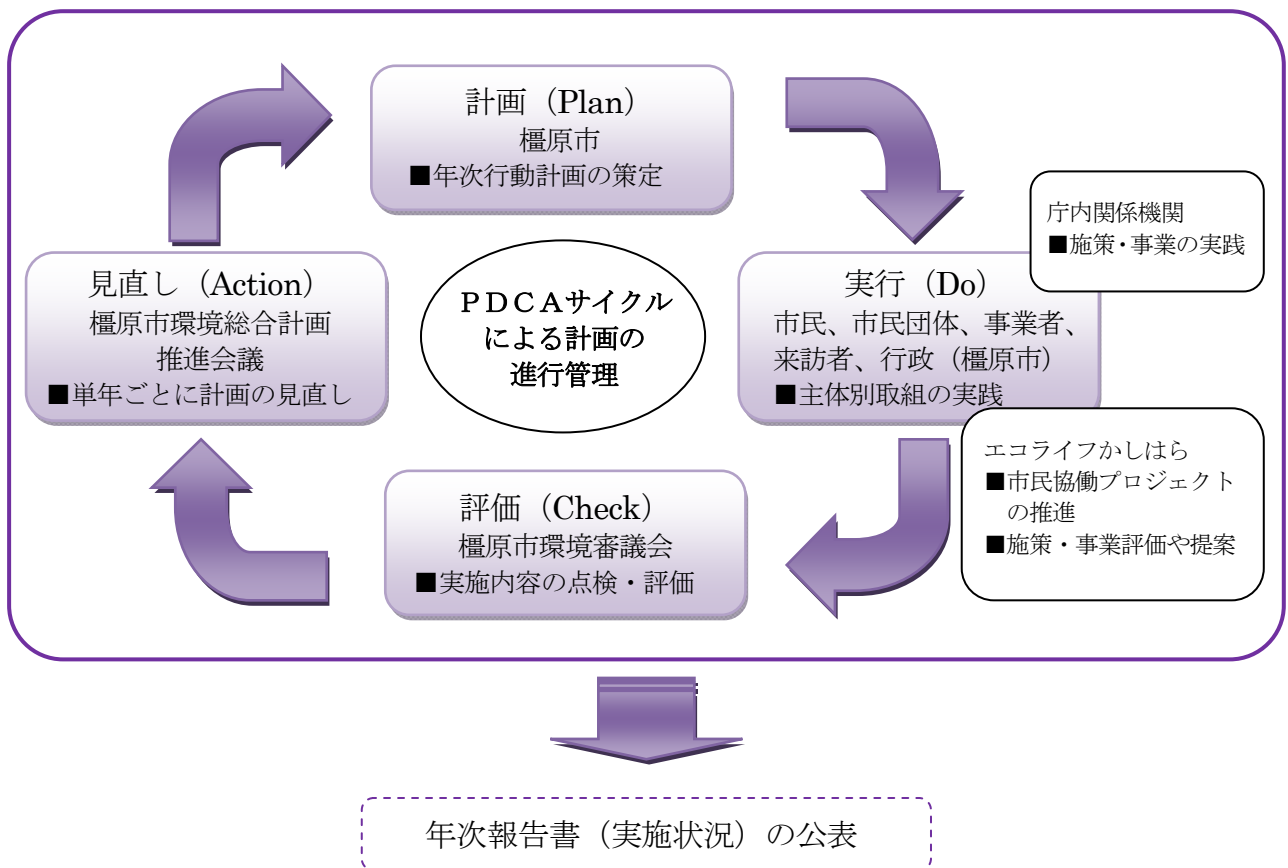 計画（Plan）
橿原市
■年次行動計画の策定
庁内関係機関
■施策・事業の実践
見直し（Action）
橿原市環境総合計画
推進会議
■単年ごとに計画の見直し
ＰＤＣＡサイクル
による計画の
進行管理
実行（Do）
市民、市民団体、事業者、
来訪者、行政（橿原市）
■主体別取組の実践
エコライフかしはら
■市民協働プロジェクト
の推進
■施策・事業評価や提案
評価（Check）
橿原市環境審議会
■実施内容の点検・評価
年次報告書（実施状況）の公表